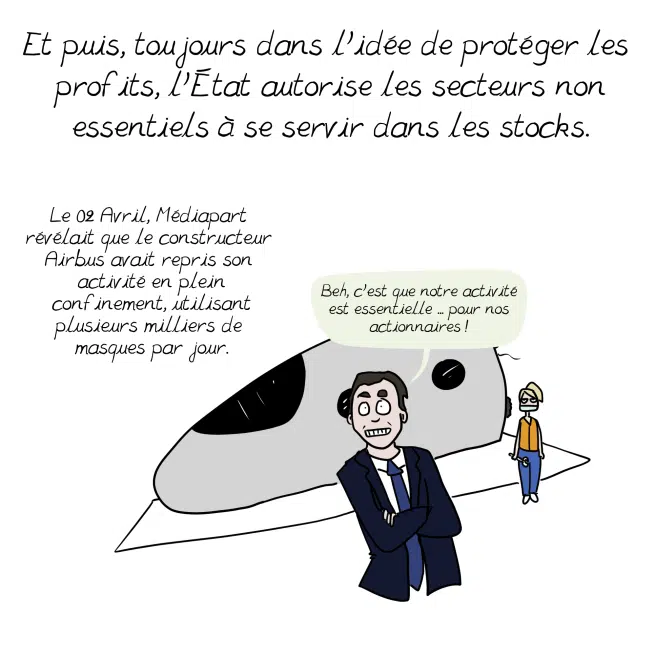 Et puis, toujours dans l'idée de protéger les
profits, l'État autorise les secteurs non
essentiels à se servir dans les stocks.
Le 02 Avril, Médiapart
révélait que le constructeur
Airbus avait repris son
activité en plein
confinement, utilisant
plusieurs milliers de
masques par jour.
Beh, c'est que notre activité
est essentielle ... pour nos
actionnaires !